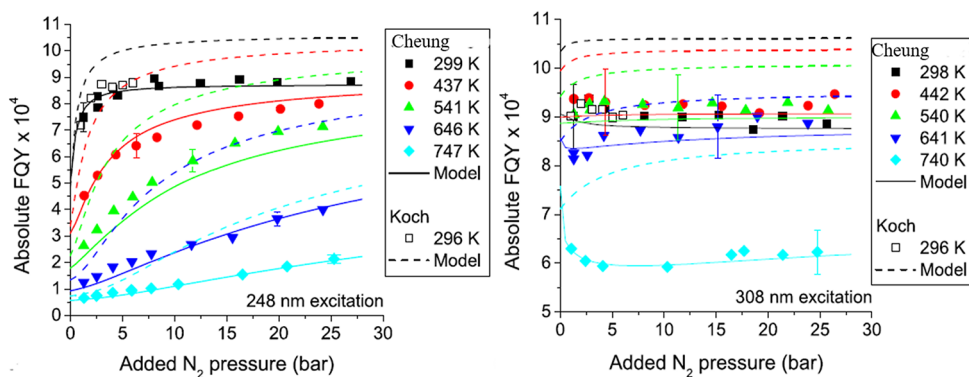 Absolute FQY x 10⁴
11
10
9
8
7
6
5
4
3
2
1
0
0 5 10 15 20 25 30
Added N₂ pressure (bar)
248 nm excitation
Cheung
299 K
437 K
541 K
646 K
747 K
Model
Koch
296 K
Model
Absolute FQY x 10⁴
11
10
9
8
7
6
5
0 5 10 15 20 25 30
Added N₂ pressure (bar)
308 nm excitation
Cheung
298 K
442 K
540 K
641 K
740 K
Model
Koch
296 K
Model